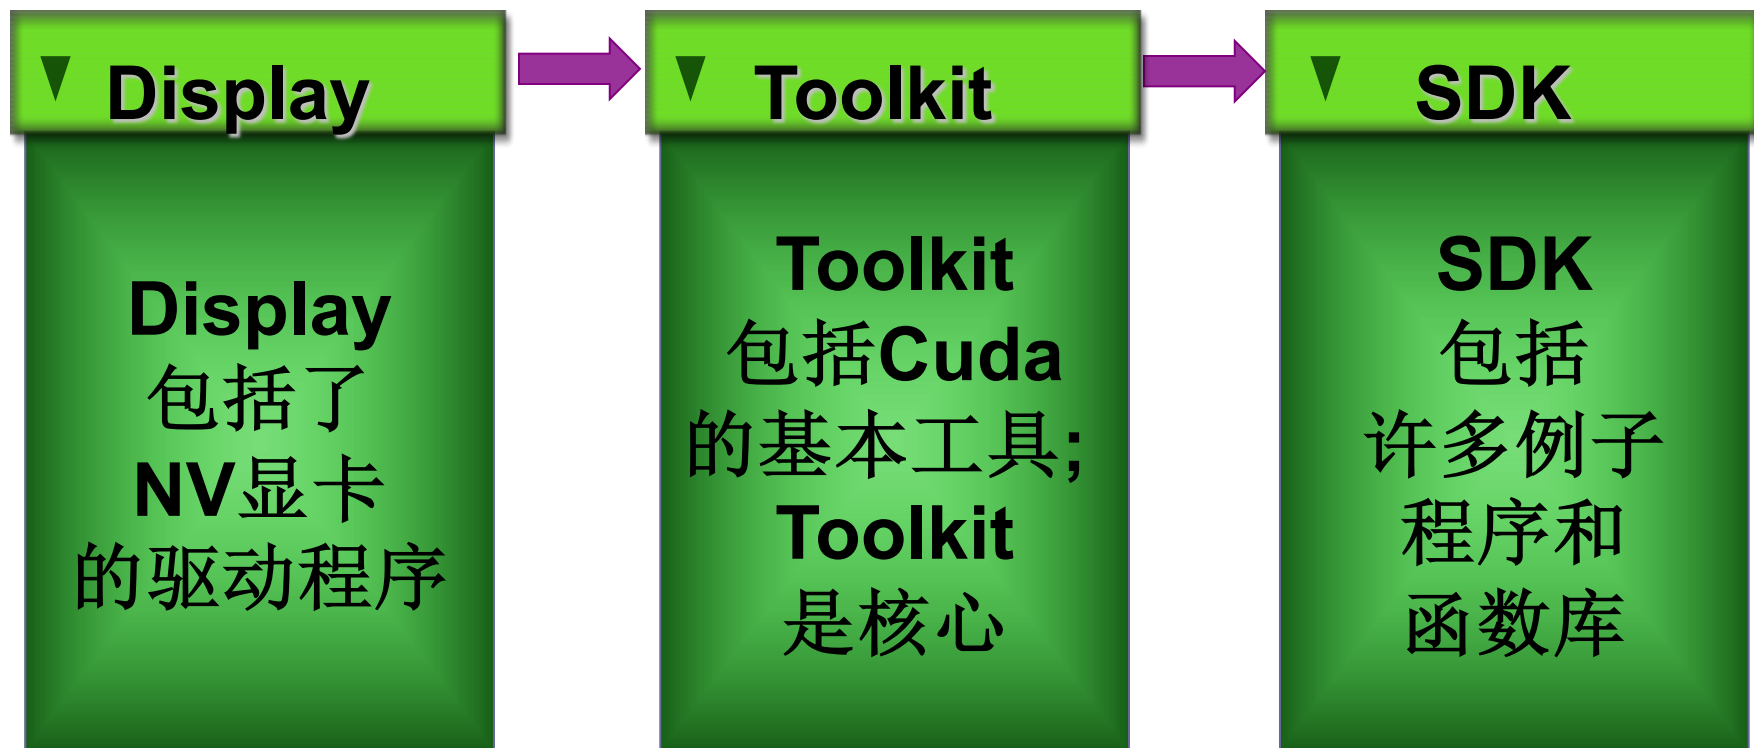 Display
Toolkit
SDK
Display
包括了
NV显卡
的驱动程序
Toolkit
包括Cuda
的基本工具;
Toolkit
是核心
SDK
包括
许多例子
程序和
函数库